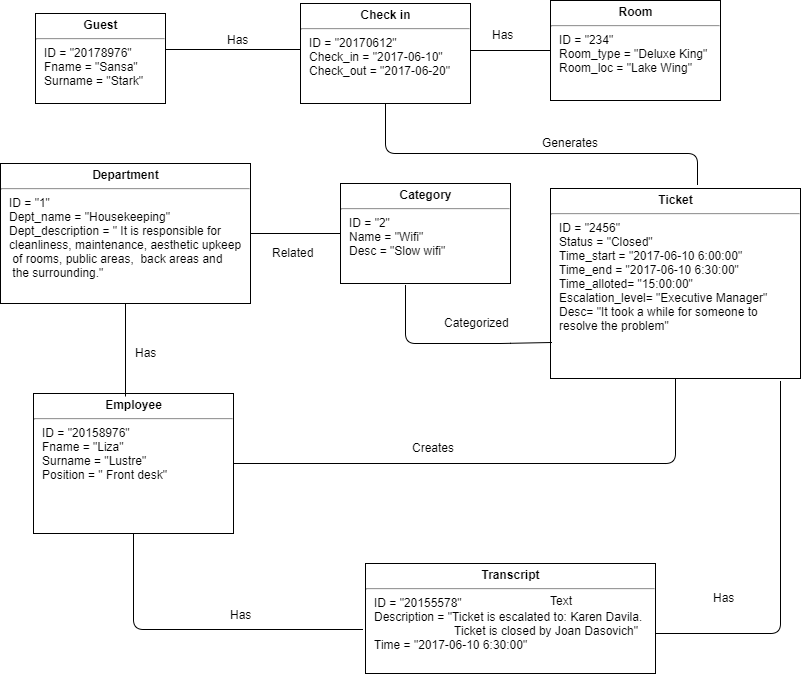 Guest
ID = "20178976"
Fname = "Sansa"
Surname = "Stark"
Has
Check in
ID = "20170612"
Check_in = "2017-06-10"
Check_out = "2017-06-20"
Has
Room
ID = "234"
Room_type = "Deluxe King"
Room_loc = "Lake Wing"
Generates
Department
ID = "1"
Dept_name = "Housekeeping"
Dept_description = " It is responsible for
cleanliness, maintenance, aesthetic upkeep
of rooms, public areas,  back areas and
the surrounding."
Related
Category
ID = "2"
Name = "Wifi"
Desc = "Slow wifi"
Categorized
Ticket
ID = "2456"
Status = "Closed"
Time_start = "2017-06-10 6:00:00"
Time_end = "2017-06-10 6:30:00"
Time_alloted= "15:00:00"
Escalation_level= "Executive Manager"
Desc= "It took a while for someone to
resolve the problem"
Has
Employee
ID = "20158976"
Fname = "Liza"
Surname = "Lustre"
Position = " Front desk"
Creates
Has
Transcript
ID = "20155578"
Text
Description = "Ticket is escalated to: Karen Davila.
Ticket is closed by Joan Dasovich"
Time = "2017-06-10 6:30:00"
Has